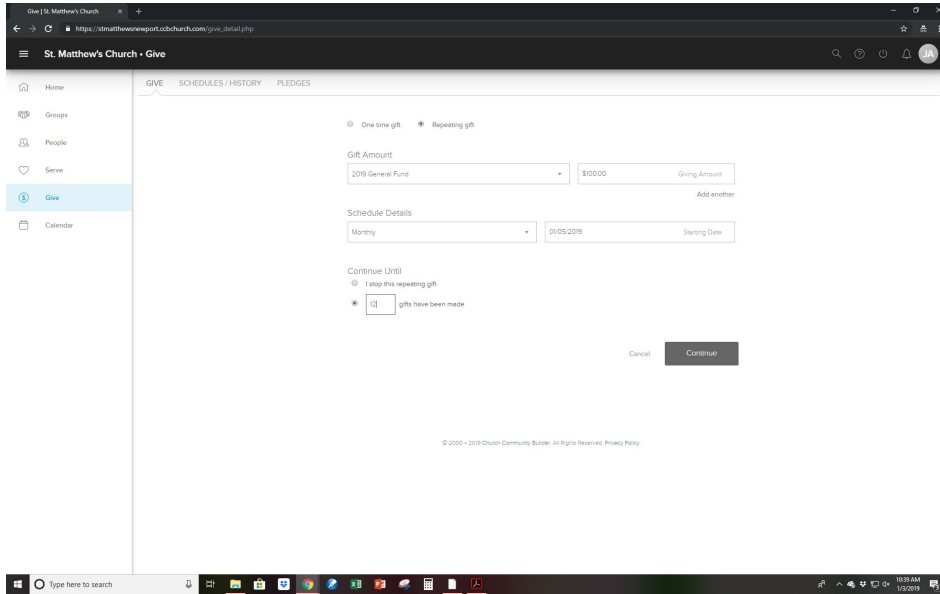 Give | St. Matthew's Church
https://stmatthewsnewport.ccbchurch.com/give_detail.php
St. Matthew's Church • Give
JA
Home
Groups
People
Serve
Give
Calendar
GIVE SCHEDULES / HISTORY PLEDGES
One time gift Repeating gift
Gift Amount
2019 General Fund $100.00 Giving Amount
Add another
Schedule Details
Monthly 01/05/2019 Starting Date
Continue Until
I stop this repeating gift
12 gifts have been made
Cancel Continue
© 2000 – 2019 Church Community Builder. All Rights Reserved. Privacy Policy
Type here to search
10:39 AM
1/3/2019